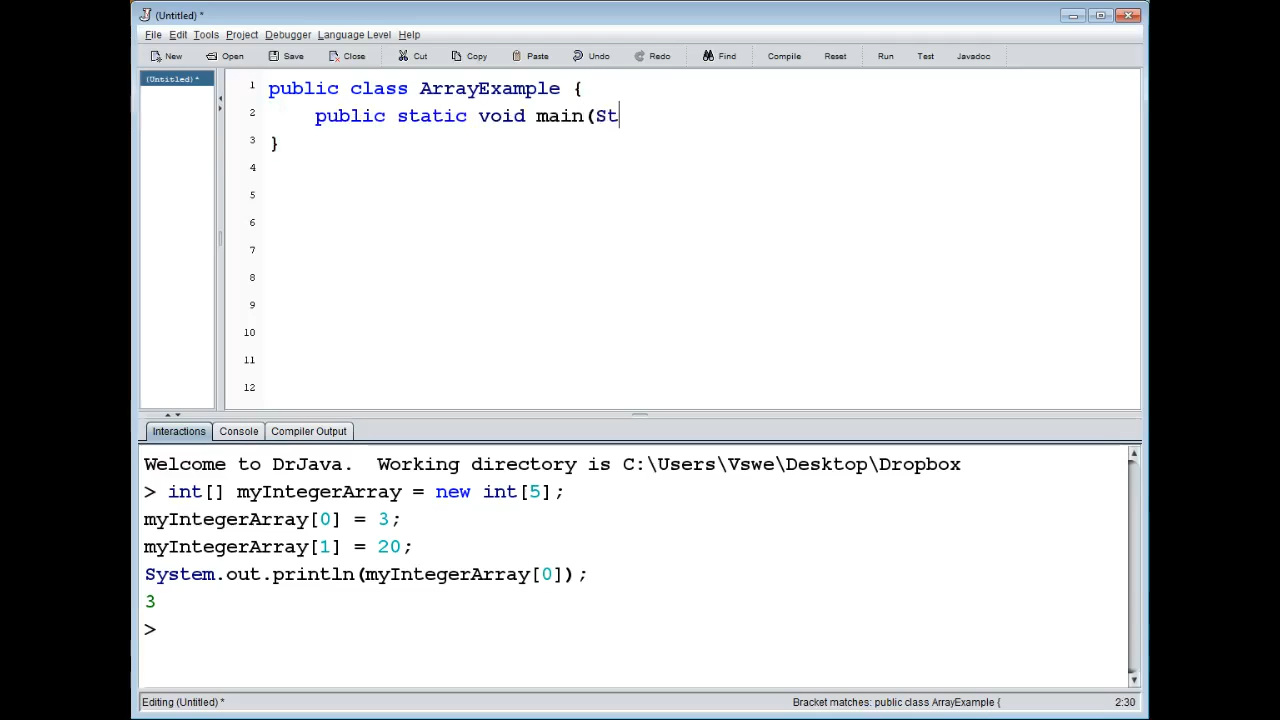 (Untitled) *
File Edit Tools Project Debugger Language Level Help
New Open Save Close Cut Copy Paste Undo Redo Find Compile Reset Run Test Javadoc
(Untitled) *
1 public class ArrayExample {
2 public static void main(St
3 }
4
5
6
7
8
9
10
11
12
Interactions Console Compiler Output
Welcome to DrJava. Working directory is C:\Users\Vswe\Desktop\Dropbox
> int[] myIntegerArray = new int[5];
myIntegerArray[0] = 3;
myIntegerArray[1] = 20;
System.out.println(myIntegerArray[0]);
3
>
Editing (Untitled) * Bracket matches: public class ArrayExample { 2:30